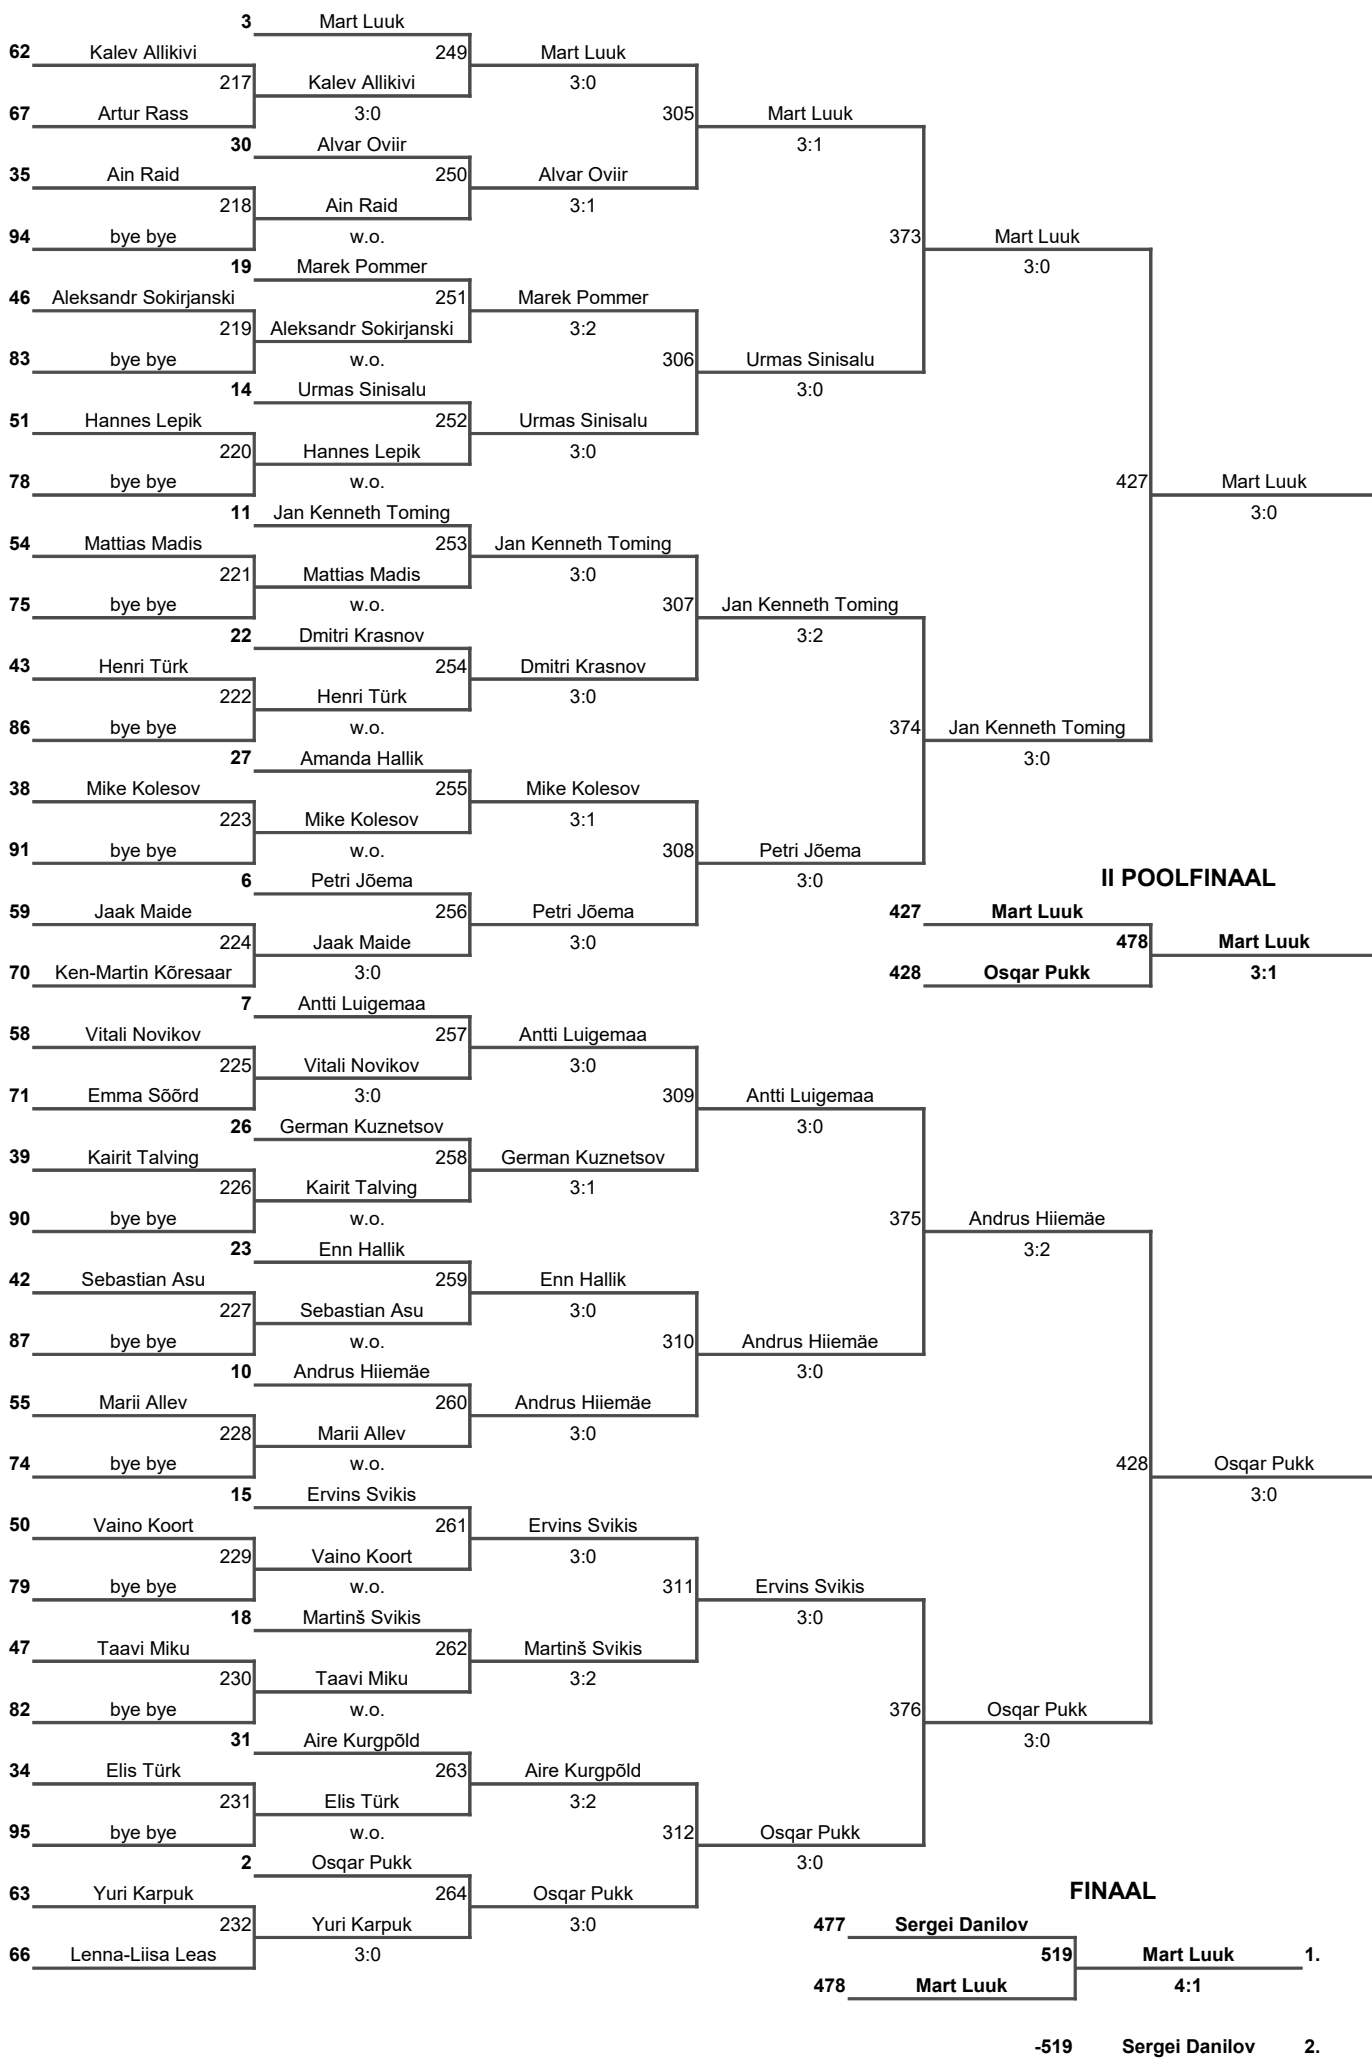 3 Mart Luuk
62 Kalev Allikivi 249 Mart Luuk
217 Kalev Allikivi 3:0
67 Artur Rass 3:0 305 Mart Luuk
30 Alvar Oviir 3:1
35 Ain Raid 250 Alvar Oviir
218 Ain Raid 3:1
94 bye bye w.o. 373 Mart Luuk
19 Marek Pommer 3:0
46 Aleksandr Sokirjanski 251 Marek Pommer
219 Aleksandr Sokirjanski 3:2
83 bye bye w.o. 306 Urmas Sinisalu
14 Urmas Sinisalu 3:0
51 Hannes Lepik 252 Urmas Sinisalu
220 Hannes Lepik 3:0
78 bye bye w.o. 427 Mart Luuk
11 Jan Kenneth Toming 3:0
54 Mattias Madis 253 Jan Kenneth Toming
221 Mattias Madis 3:0
75 bye bye w.o. 307 Jan Kenneth Toming
22 Dmitri Krasnov 3:2
43 Henri Türk 254 Dmitri Krasnov
222 Henri Türk 3:0
86 bye bye w.o. 374 Jan Kenneth Toming
27 Amanda Hallik 3:0
38 Mike Kolesov 255 Mike Kolesov
223 Mike Kolesov 3:1
91 bye bye w.o. 308 Petri Jõema
6 Petri Jõema 3:0 II POOLFINAAL
59 Jaak Maide 256 Petri Jõema 427 Mart Luuk
224 Jaak Maide 3:0 478 Mart Luuk
70 Ken-Martin Kõresaar 3:0 428 Osqar Pukk 3:1
7 Antti Luigemaa
58 Vitali Novikov 257 Antti Luigemaa
225 Vitali Novikov 3:0
71 Emma Sõõrd 3:0 309 Antti Luigemaa
26 German Kuznetsov 3:0
39 Kairit Talving 258 German Kuznetsov
226 Kairit Talving 3:1
90 bye bye w.o. 375 Andrus Hiiemäe
23 Enn Hallik 3:2
42 Sebastian Asu 259 Enn Hallik
227 Sebastian Asu 3:0
87 bye bye w.o. 310 Andrus Hiiemäe
10 Andrus Hiiemäe 3:0
55 Marii Allev 260 Andrus Hiiemäe
228 Marii Allev 3:0
74 bye bye w.o. 428 Osqar Pukk
15 Ervins Svikis 3:0
50 Vaino Koort 261 Ervins Svikis
229 Vaino Koort 3:0
79 bye bye w.o. 311 Ervins Svikis
18 Martinš Svikis 3:0
47 Taavi Miku 262 Martinš Svikis
230 Taavi Miku 3:2
82 bye bye w.o. 376 Osqar Pukk
31 Aire Kurgpõld 3:0
34 Elis Türk 263 Aire Kurgpõld
231 Elis Türk 3:2
95 bye bye w.o. 312 Osqar Pukk
2 Osqar Pukk 3:0
63 Yuri Karpuk 264 Osqar Pukk FINAAL
232 Yuri Karpuk 3:0 477 Sergei Danilov
66 Lenna-Liisa Leas 3:0 519 Mart Luuk 1.
478 Mart Luuk 4:1
-519 Sergei Danilov 2.